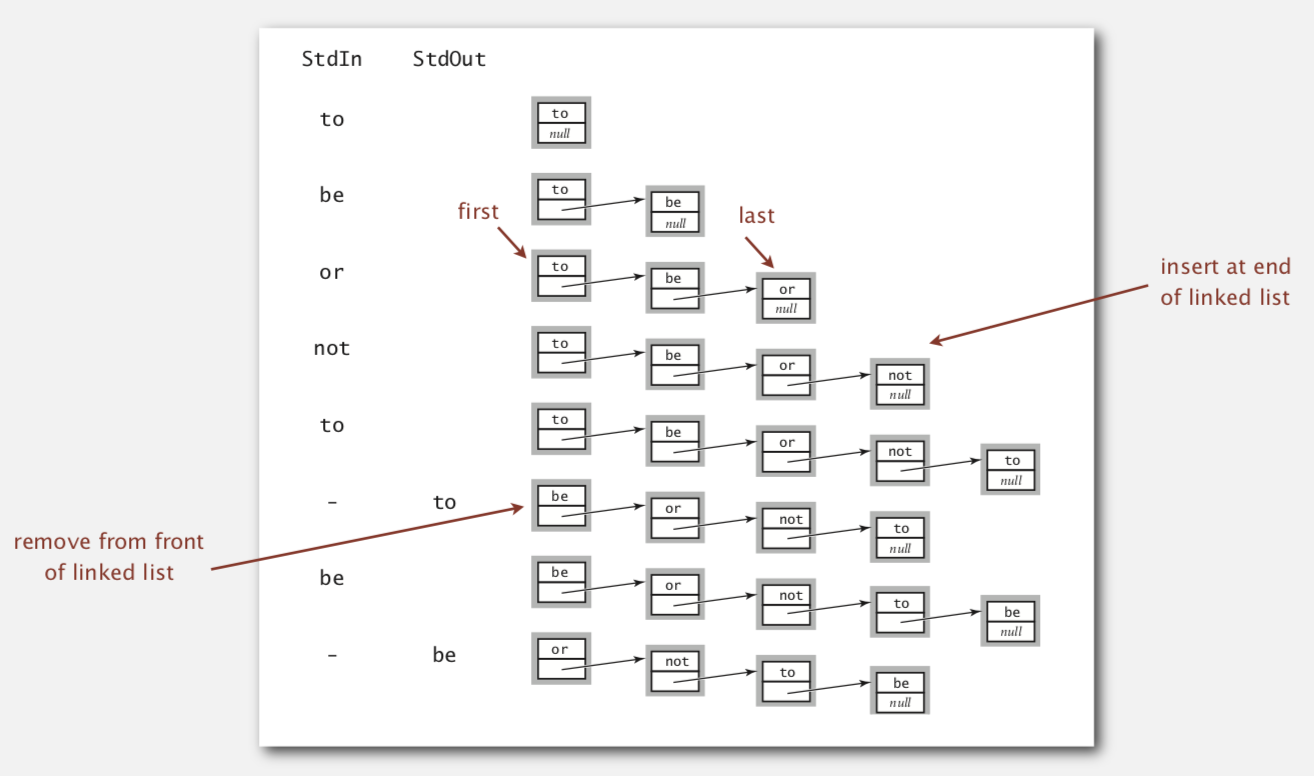 StdIn StdOut
to
to
null
be
to
be
null
first
last
or
to
be
or
null
insert at end
of linked list
not
to
be
or
not
null
to
to
be
or
not
to
null
- to
be
or
not
to
null
remove from front
of linked list
be
be
or
not
to
be
null
- be
or
not
to
be
null